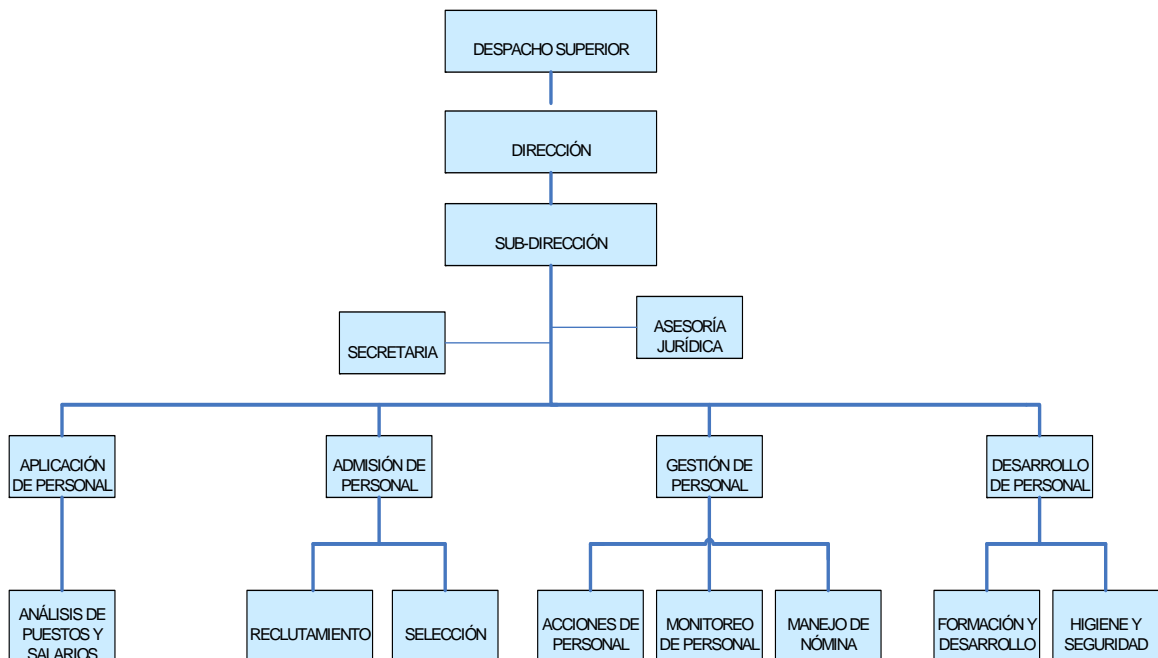 DESPACHO SUPERIOR
DIRECCIÓN
SUB-DIRECCIÓN
SECRETARIA
ASESORÍA
JURÍDICA
APLICACIÓN
DE PERSONAL
ADMISIÓN DE
PERSONAL
GESTIÓN DE
PERSONAL
DESARROLLO
DE PERSONAL
ANÁLISIS DE
PUESTOS Y
SALARIOS
RECLUTAMIENTO
SELECCIÓN
ACCIONES DE
PERSONAL
MONITOREO
DE PERSONAL
MANEJO DE
NÓMINA
FORMACIÓN Y
DESARROLLO
HIGIENE Y
SEGURIDAD